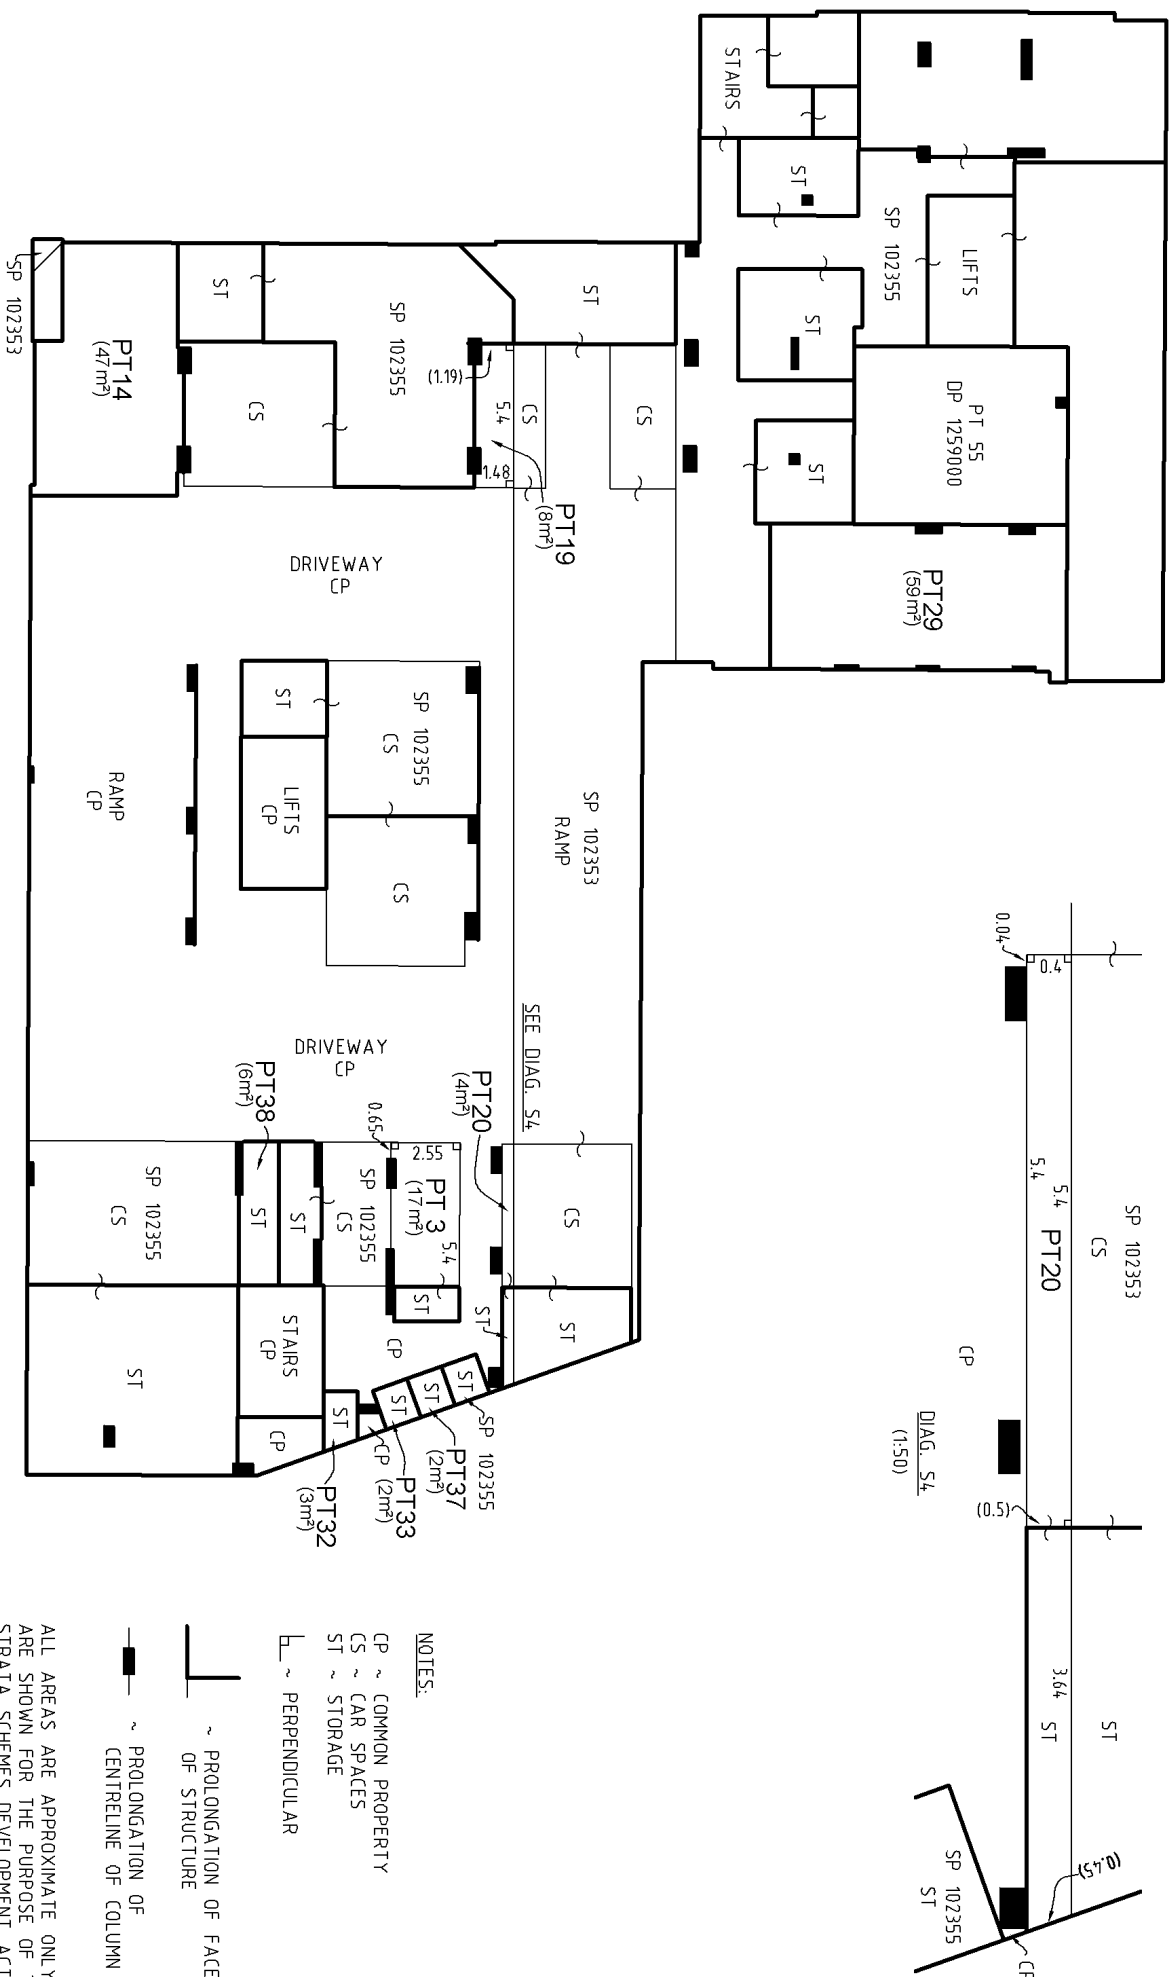 STAIRS
ST
SP 102355
LIFTS
ST
PT 55
DP 1259000
ST
PT29
(59m²)
SP 102353
PT14
(47m²)
ST
SP 102355
ST
CS
(1.19)
5.4
CS
CS
1.48
PT19
(8m²)
DRIVEWAY
CP
ST
SP 102355
CS
LIFTS
CP
CS
RAMP
CP
SP 102353
RAMP
SEE DIAG. S4
DRIVEWAY
CP
PT38
(6m²)
PT20
(4m²)
0.65
2.55
PT 3
(17m²)
5.4
SP 102355
CS
ST
ST
SP 102355
CS
CS
ST
ST
ST
STAIRS
CP
CP
ST
CP
ST
ST
ST
ST
CP
SP 102355
PT37
(2m²)
PT33
(2m²)
PT32
(3m²)
0.04
0.4
5.4
5.4
PT20
SP 102353
CS
CP
DIAG. S4
(1:50)
(0.5)
3.64
ST
ST
(0.45)
SP 102355
ST
NOTES:
CP ~ COMMON PROPERTY
CS ~ CAR SPACES
ST ~ STORAGE
~ PERPENDICULAR
~ PROLONGATION OF FACE
OF STRUCTURE
~ PROLONGATION OF
CENTRELINE OF COLUMN
ALL AREAS ARE APPROXIMATE ONLY
ARE SHOWN FOR THE PURPOSE OF
STRATA SCHEMES DEVELOPMENT ACT